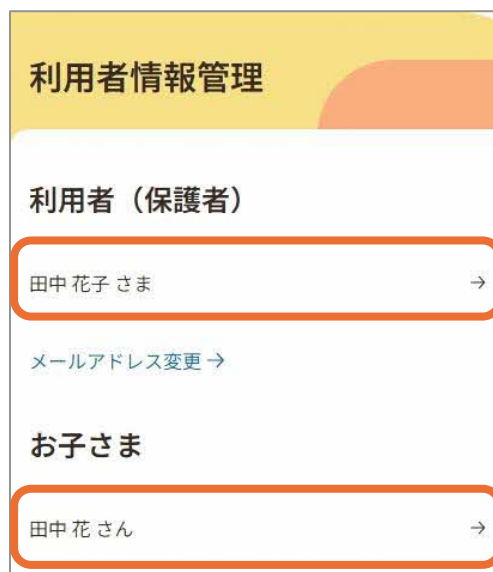 利用者情報管理
利用者（保護者）
田中 花子 さま →
メールアドレス変更 →
お子さま
田中 花 さん →